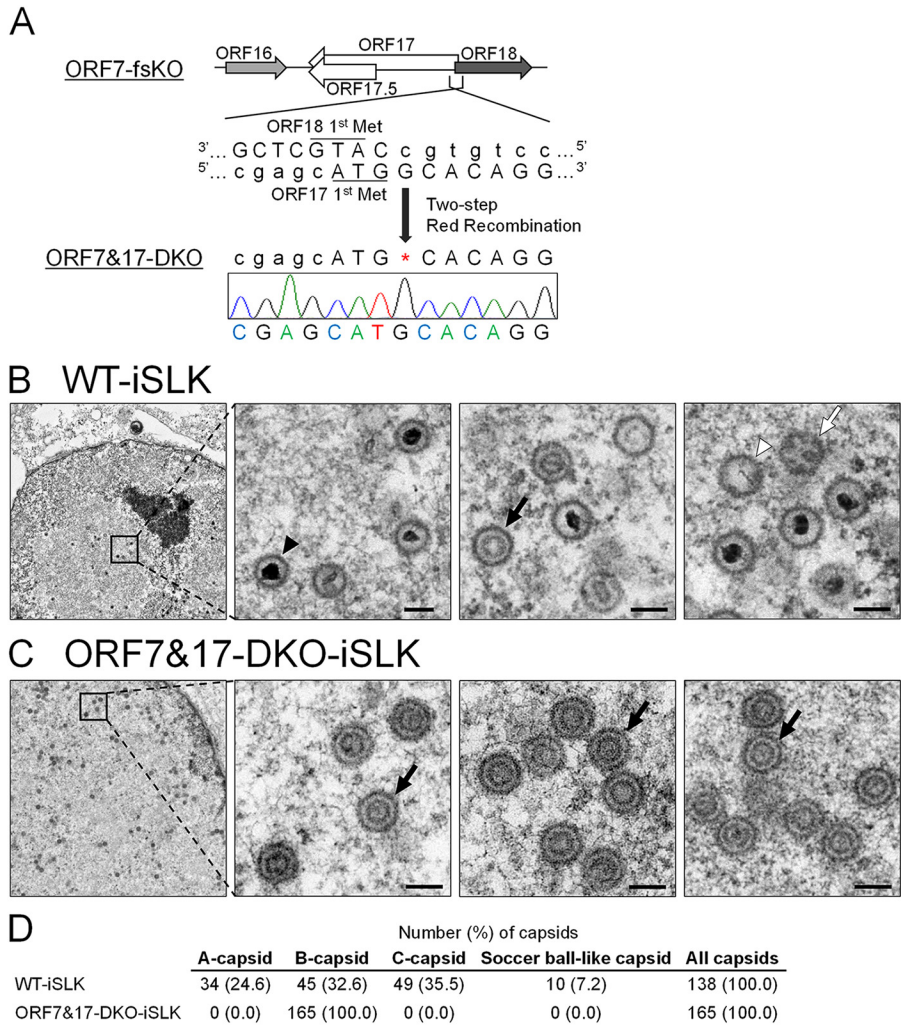 A
ORF7-fsKO
ORF16
ORF17
ORF18
ORF17.5
ORF18 1st Met
3’... G C T C G T A C c g t g t c c ...5’
5’... c g a g c A T G G C A C A G G ...3’
ORF17 1st Met
Two-step
Red Recombination
ORF7&17-DKO
c g a g c A T G * C A C A G G
C G A G C A T G C A C A G G
B WT-iSLK
C ORF7&17-DKO-iSLK
D
Number (%) of capsids
A-capsid B-capsid C-capsid Soccer ball-like capsid All capsids
WT-iSLK 34 (24.6) 45 (32.6) 49 (35.5) 10 (7.2) 138 (100.0)
ORF7&17-DKO-iSLK 0 (0.0) 165 (100.0) 0 (0.0) 0 (0.0) 165 (100.0)